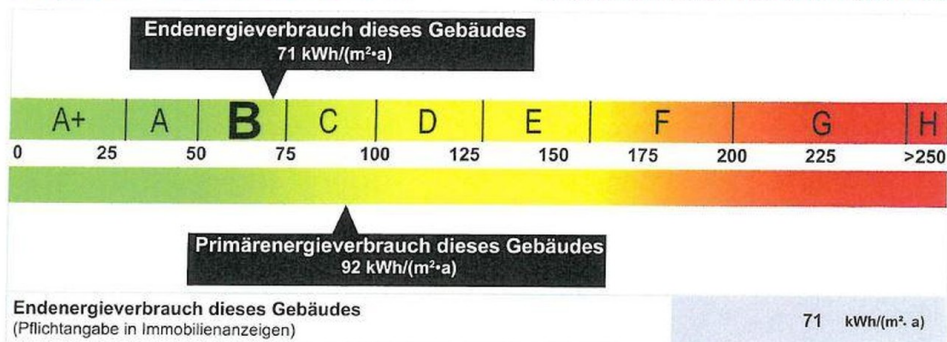 Endenergieverbrauch dieses Gebäudes
71 kWh/(m²•a)
A+ A B C D E F G H
0 25 50 75 100 125 150 175 200 225 >250
Primärenergieverbrauch dieses Gebäudes
92 kWh/(m²•a)
Endenergieverbrauch dieses Gebäudes
(Pflichtangabe in Immobilienanzeigen)
71 kWh/(m²· a)